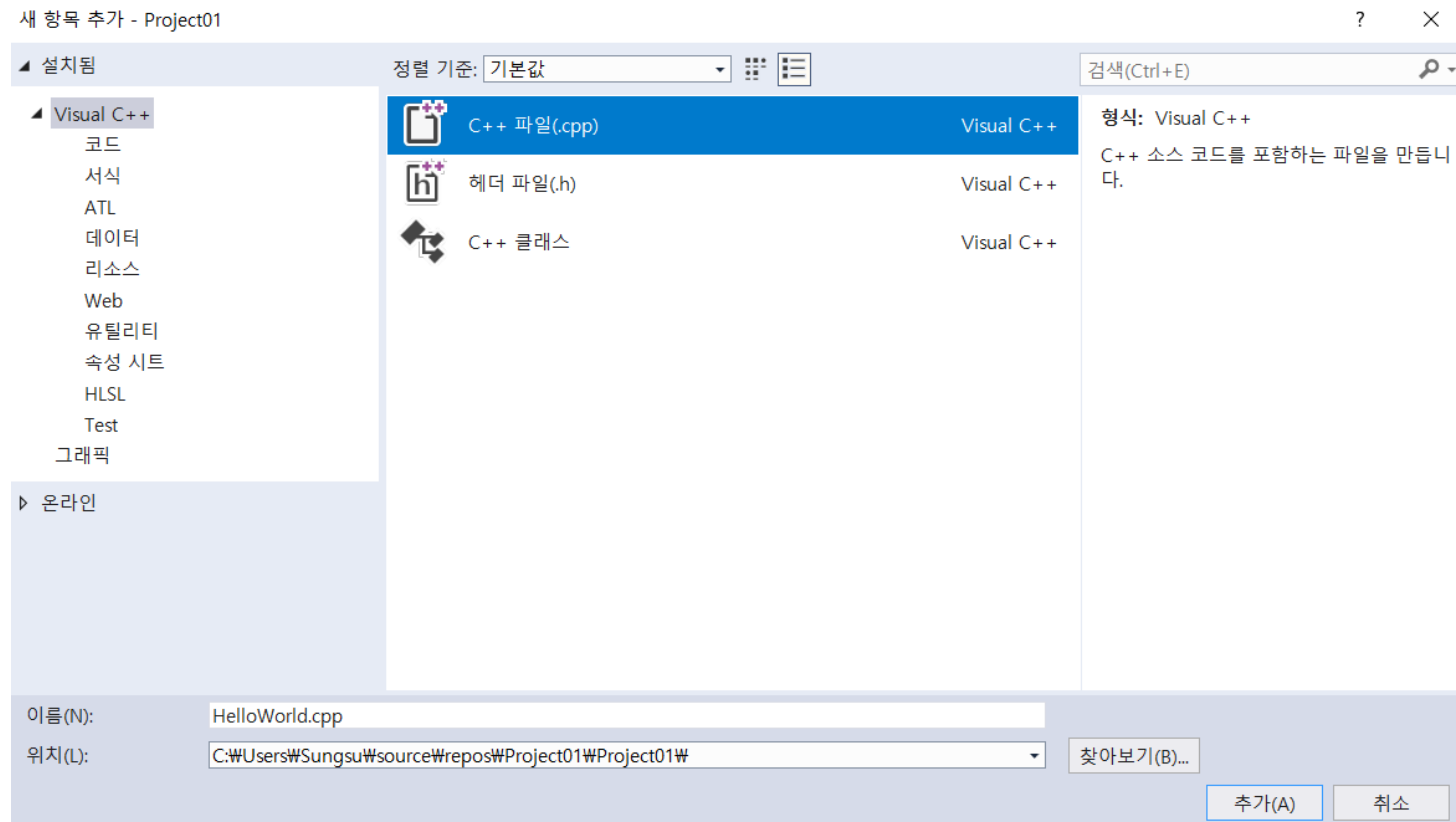 새 항목 추가 - Project01
? 
설치됨
정렬 기준: 기본값
검색(Ctrl+E)
Visual C++
코드
서식
ATL
데이터
리소스
Web
유틸리티
속성 시트
HLSL
Test
그래픽
온라인
C++ 파일(.cpp) Visual C++
헤더 파일(.h) Visual C++
C++ 클래스 Visual C++
형식: Visual C++
C++ 소스 코드를 포함하는 파일을 만듭니
다.
이름(N): HelloWorld.cpp
위치(L): C:₩Users₩Sungsu₩source₩repos₩Project01₩Project01₩
찾아보기(B)...
추가(A) 취소